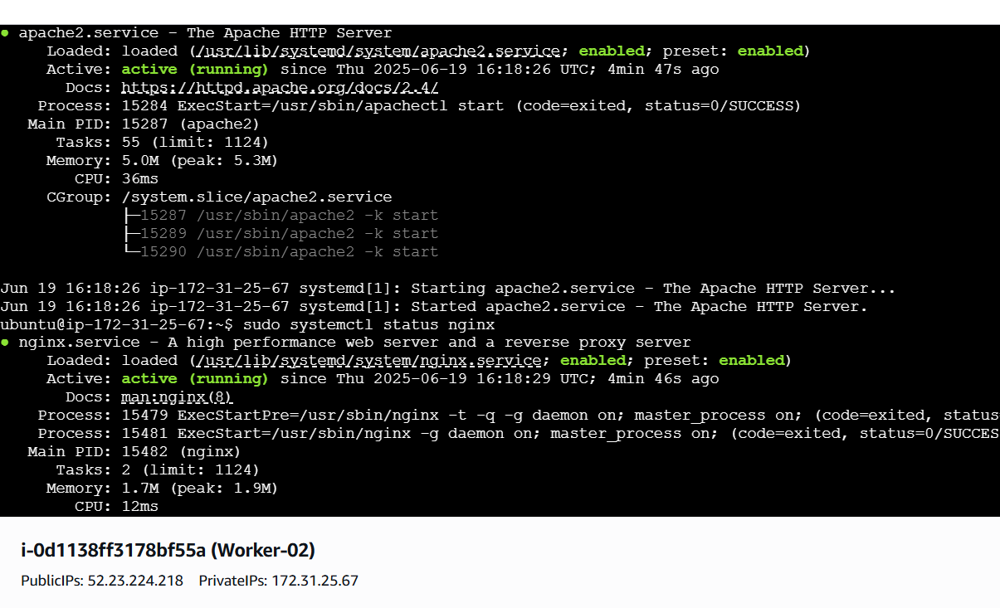 ● apache2.service - The Apache HTTP Server
Loaded: loaded (/usr/lib/systemd/system/apache2.service; enabled; preset: enabled)
Active: active (running) since Thu 2025-06-19 16:18:26 UTC; 4min 47s ago
Docs: https://httpd.apache.org/docs/2.4/
Process: 15284 ExecStart=/usr/sbin/apachectl start (code=exited, status=0/SUCCESS)
Main PID: 15287 (apache2)
Tasks: 55 (limit: 1124)
Memory: 5.0M (peak: 5.3M)
CPU: 36ms
CGroup: /system.slice/apache2.service
├─15287 /usr/sbin/apache2 -k start
├─15289 /usr/sbin/apache2 -k start
└─15290 /usr/sbin/apache2 -k start
Jun 19 16:18:26 ip-172-31-25-67 systemd[1]: Starting apache2.service - The Apache HTTP Server...
Jun 19 16:18:26 ip-172-31-25-67 systemd[1]: Started apache2.service - The Apache HTTP Server.
ubuntu@ip-172-31-25-67:~$ sudo systemctl status nginx
● nginx.service - A high performance web server and a reverse proxy server
Loaded: loaded (/usr/lib/systemd/system/nginx.service; enabled; preset: enabled)
Active: active (running) since Thu 2025-06-19 16:18:29 UTC; 4min 46s ago
Docs: man:nginx(8)
Process: 15479 ExecStartPre=/usr/sbin/nginx -t -q -g daemon on; master_process on; (code=exited, status
Process: 15481 ExecStart=/usr/sbin/nginx -g daemon on; master_process on; (code=exited, status=0/SUCCES
Main PID: 15482 (nginx)
Tasks: 2 (limit: 1124)
Memory: 1.7M (peak: 1.9M)
CPU: 12ms
i-0d1138ff3178bf55a (Worker-02)
PublicIPs: 52.23.224.218 PrivateIPs: 172.31.25.67